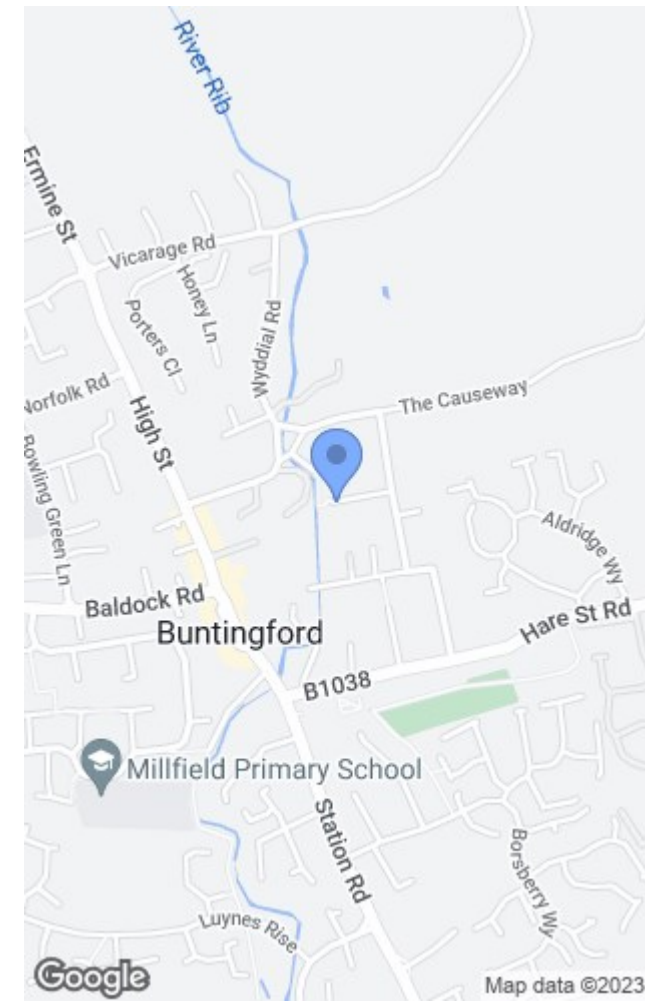 River Rib
Ermine St
Vicarage Rd
Honey Ln
Porters Cl
Wyddial Rd
Norfolk Rd
The Causeway
High St
Bowling Green Ln
Aldridge Wy
Baldock Rd
Buntingford
Hare St Rd
B1038
Millfield Primary School
Station Rd
Borsberry Wy
Luynes Rise
Google
Map data ©2023